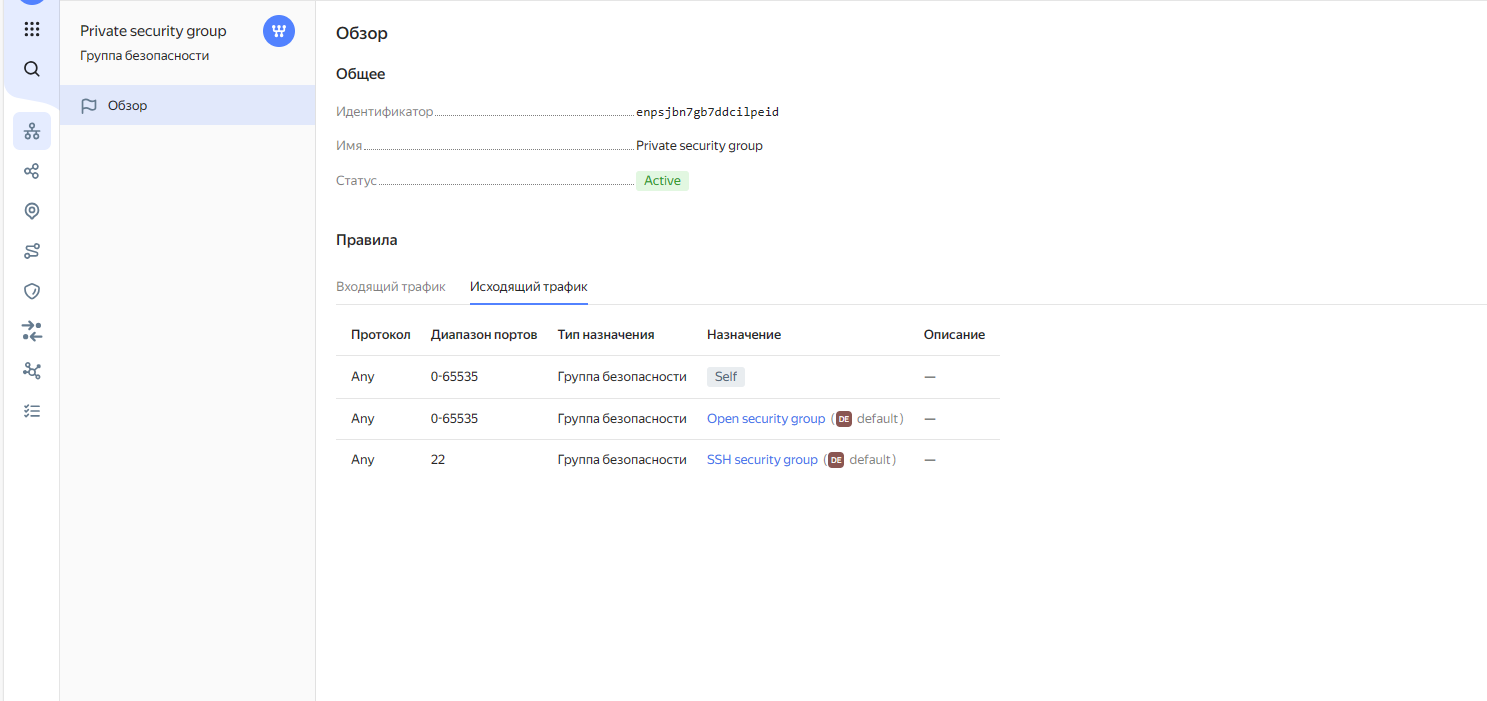 Private security group
Группа безопасности
Обзор
Обзор
Общее
Идентификатор enpsjbn7gb7ddcilpeid
Имя Private security group
Статус Active
Правила
Входящий трафик Исходящий трафик
Протокол Диапазон портов Тип назначения Назначение Описание
Any 0-65535 Группа безопасности Self —
Any 0-65535 Группа безопасности Open security group (DE default) —
Any 22 Группа безопасности SSH security group (DE default) —